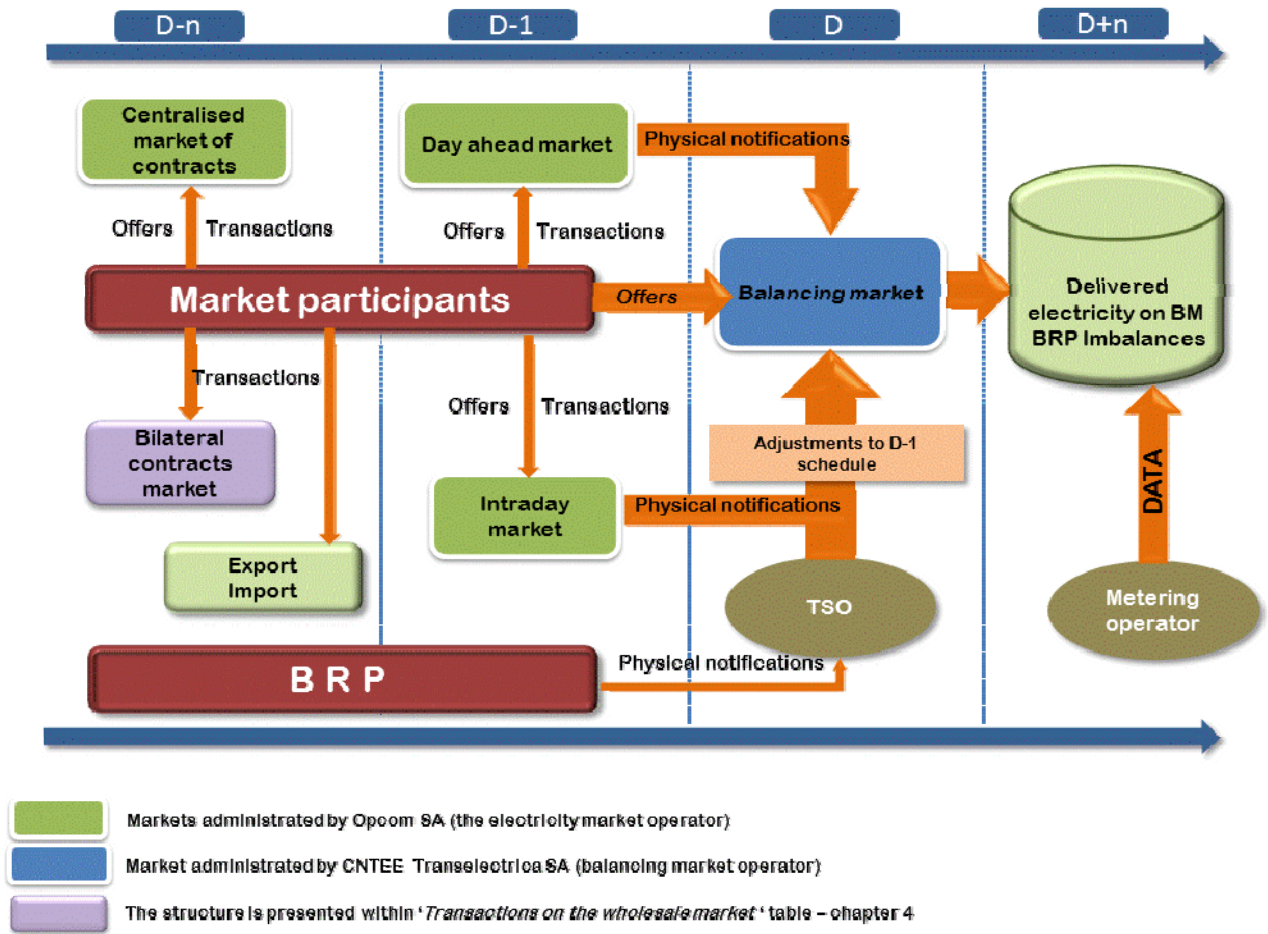 D-n
D-1
D
D+n
Centralised
market of
contracts
Day ahead market
Physical notifications
Offers
Transactions
Offers
Transactions
Market participants
Offers
Balancing market
Delivered
electricity on BM
BRP Imbalances
Transactions
Offers
Transactions
Bilateral
contracts
market
Adjustments to D-1
schedule
Intraday
market
Physical notifications
DATA
Export
Import
TSO
Metering
operator
BRP
Physical notifications
Markets administrated by Opcom SA (the electricity market operator)
Market administrated by CNTEE Transelectrica SA (balancing market operator)
The structure is presented within ‘Transactions on the wholesale market ‘ table – chapter 4